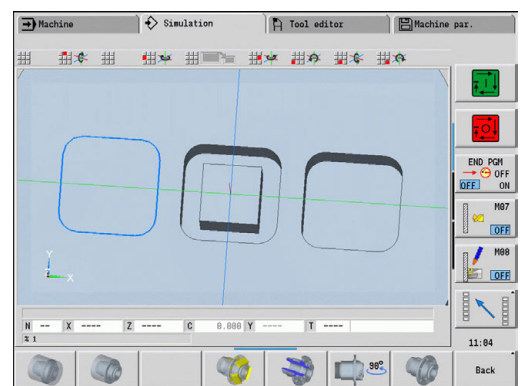 Machine
Simulation
Tool editor
Machine par.
END PGM
OFF
OFF ON
M07
OFF
M08
OFF
Y
Z X
N -- X ---- Z ---- C 0.000 Y ---- T ----
% 1
11:04
90°
Back